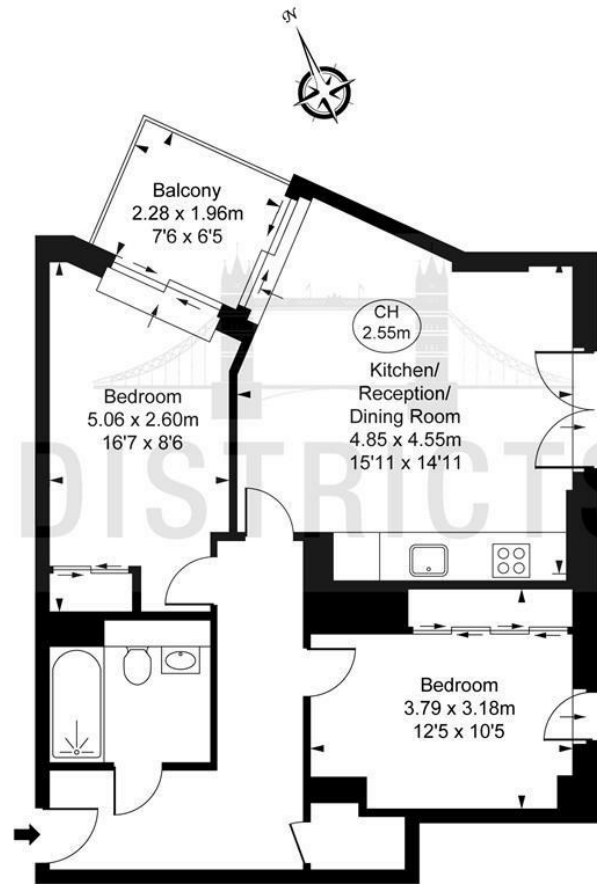 N
Balcony
2.28 x 1.96m
7'6 x 6'5
CH
2.55m
Kitchen/
Reception/
Dining Room
4.85 x 4.55m
15'11 x 14'11
Bedroom
5.06 x 2.60m
16'7 x 8'6
DISTRICTS
Bedroom
3.79 x 3.18m
12'5 x 10'5